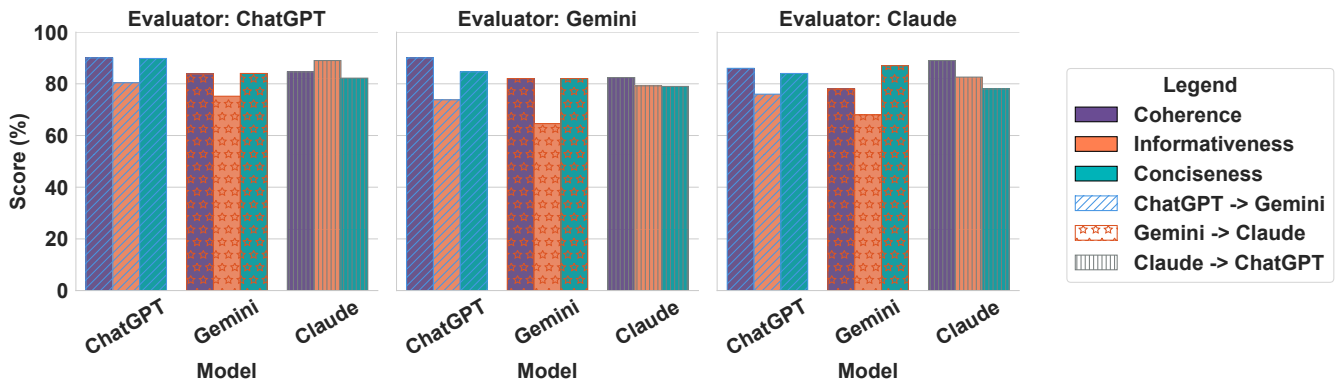 Evaluator: ChatGPT
Evaluator: Gemini
Evaluator: Claude
Score (%)
100
80
60
40
20
0
ChatGPT
Gemini
Claude
Model
ChatGPT
Gemini
Claude
Model
ChatGPT
Gemini
Claude
Model
Legend
Coherence
Informativeness
Conciseness
ChatGPT -> Gemini
Gemini -> Claude
Claude -> ChatGPT